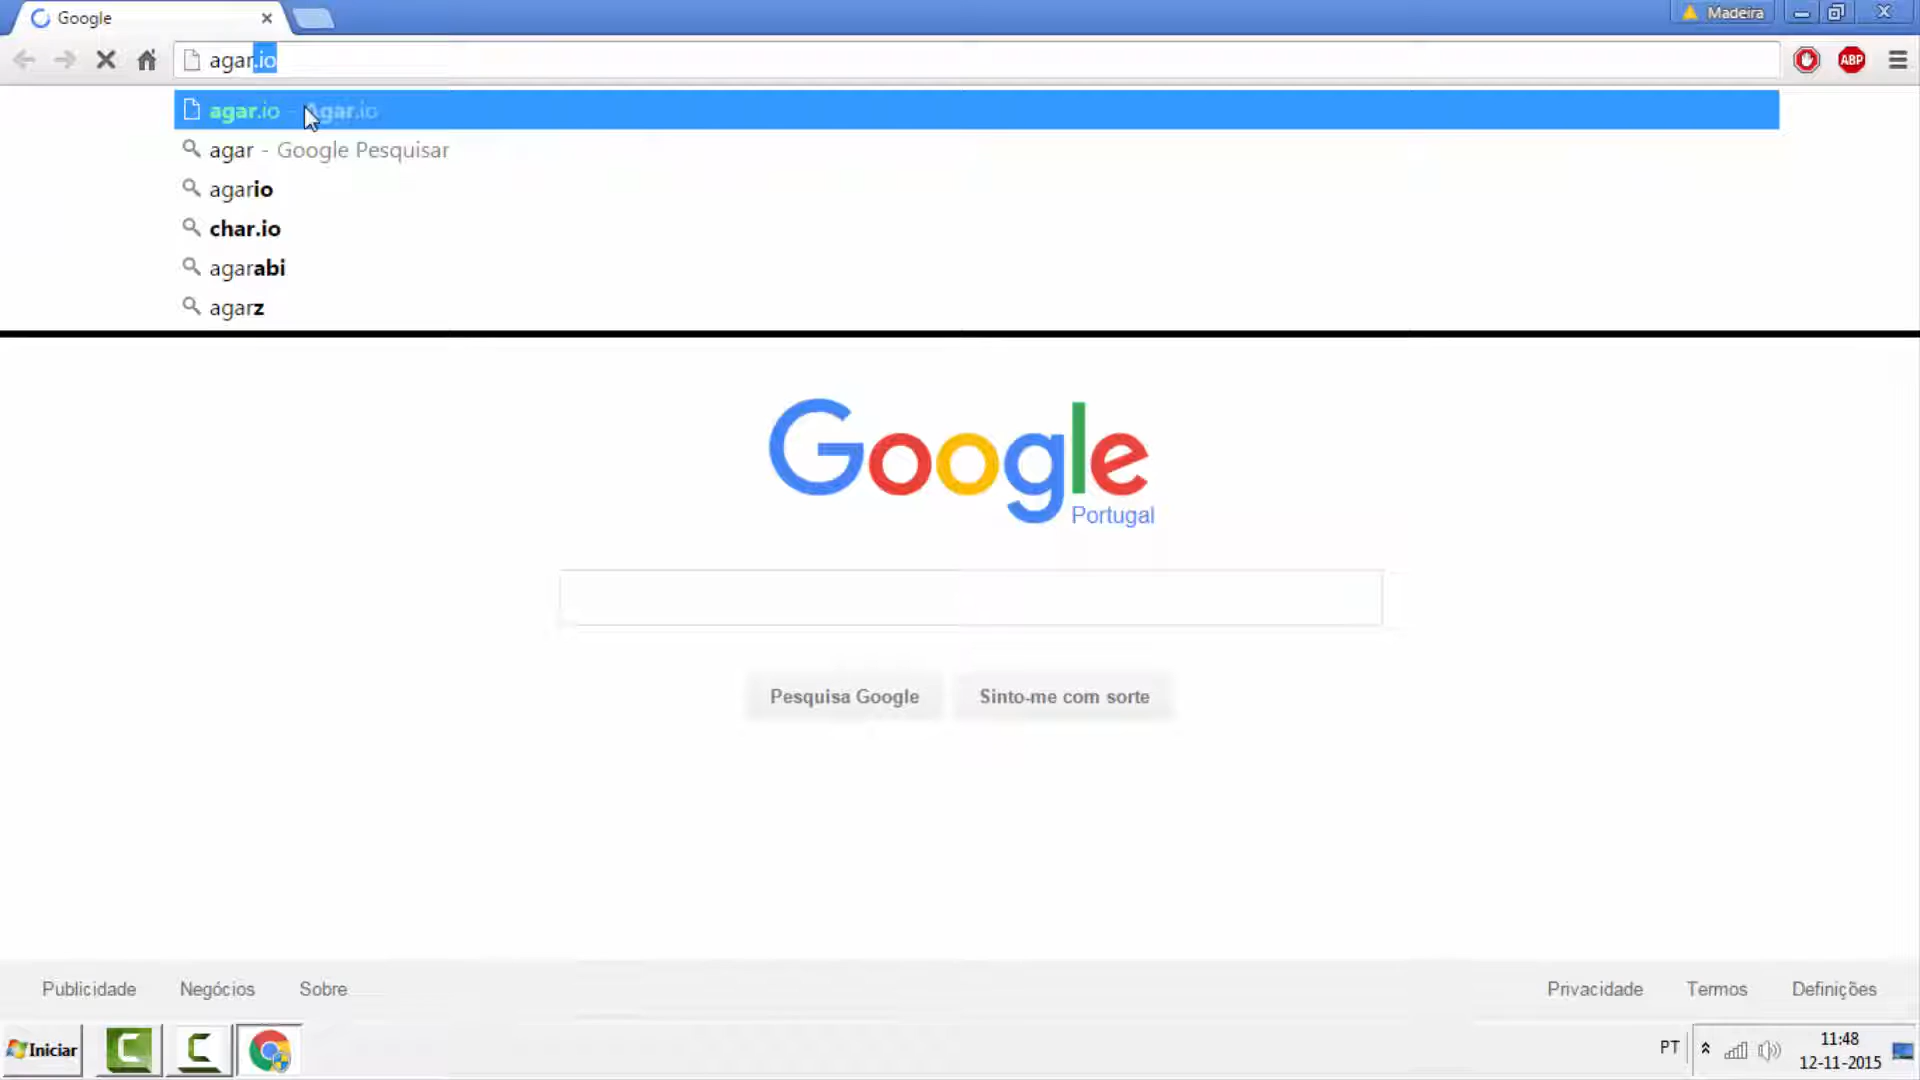 Google
Madeira
agar.io
ABP
agar.io - Agar.io
agar - Google Pesquisar
agario
char.io
agarabi
agarz
Google
Portugal
Pesquisa Google
Sinto-me com sorte
Publicidade Negócios Sobre
Privacidade Termos Definições
Iniciar
PT
11:48
12-11-2015